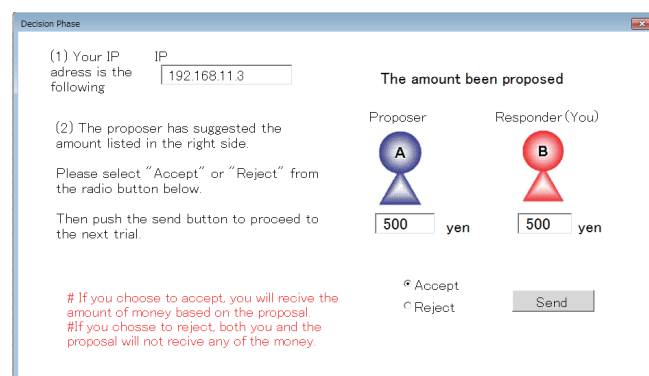 Decision Phase
(1) Your IP
adress is the
following
IP
192.168.11.3
(2) The proposer has suggested the
amount listed in the right side.
Please select "Accept" or "Reject" from
the radio button below.
Then push the send button to proceed to
the next trial.
# If you choose to accept, you will recive the
amount of money based on the proposal.
#If you chosse to reject, both you and the
proposal will not recive any of the money.
The amount been proposed
Proposer
Responder(You)
A
B
500 yen
500 yen
Accept
Reject
Send